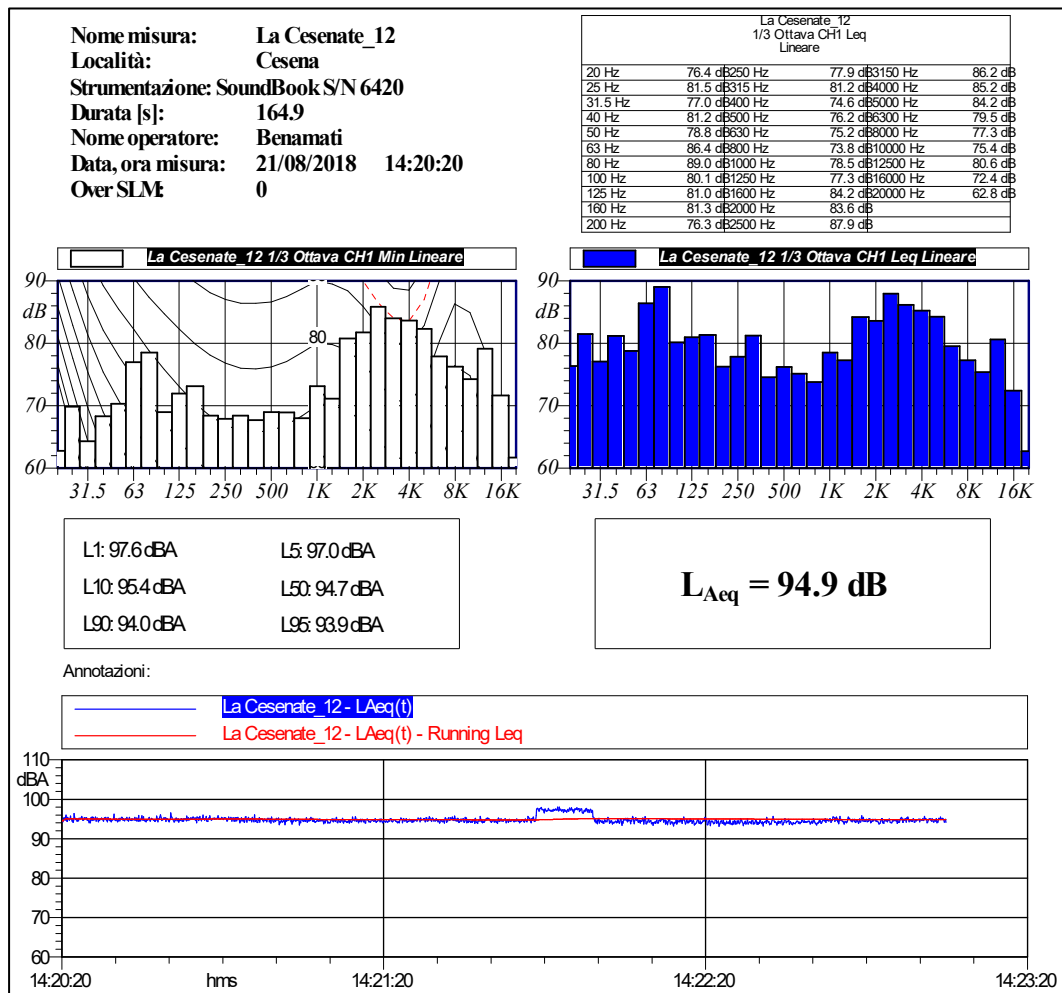 Nome misura: La Cesenate_12
Località: Cesena
Strumentazione: SoundBook S/N 6420
Durata [s]: 164.9
Nome operatore: Benamati
Data, ora misura: 21/08/2018 14:20:20
Over SLM: 0
La Cesenate_12
1/3 Ottava CH1 Leq
Lineare
20 Hz 76.4 dB 250 Hz 77.9 dB 3150 Hz 86.2 dB
25 Hz 81.5 dB 315 Hz 81.2 dB 4000 Hz 85.2 dB
31.5 Hz 77.0 dB 400 Hz 74.6 dB 5000 Hz 84.2 dB
40 Hz 81.2 dB 500 Hz 76.2 dB 6300 Hz 79.5 dB
50 Hz 78.8 dB 630 Hz 75.2 dB 8000 Hz 77.3 dB
63 Hz 86.4 dB 800 Hz 73.8 dB 10000 Hz 75.4 dB
80 Hz 89.0 dB 1000 Hz 78.5 dB 12500 Hz 80.6 dB
100 Hz 80.1 dB 1250 Hz 77.3 dB 16000 Hz 72.4 dB
125 Hz 81.0 dB 1600 Hz 84.2 dB 20000 Hz 62.8 dB
160 Hz 81.3 dB 2000 Hz 83.6 dB
200 Hz 76.3 dB 2500 Hz 87.9 dB
La Cesenate_12 1/3 Ottava CH1 Min Lineare
90
dB
80
80
70
60
31.5 63 125 250 500 1K 2K 4K 8K 16K
La Cesenate_12 1/3 Ottava CH1 Leq Lineare
90
dB
80
70
60
31.5 63 125 250 500 1K 2K 4K 8K 16K
L1: 97.6 dBA L5: 97.0 dBA
L10: 95.4 dBA L50: 94.7 dBA
L90: 94.0 dBA L95: 93.9 dBA
LAeq = 94.9 dB
Annotazioni:
La Cesenate_12 - LAeq(t)
La Cesenate_12 - LAeq(t) - Running Leq
110
dBA
100
90
80
70
60
14:20:20 hms 14:21:20 14:22:20 14:23:20